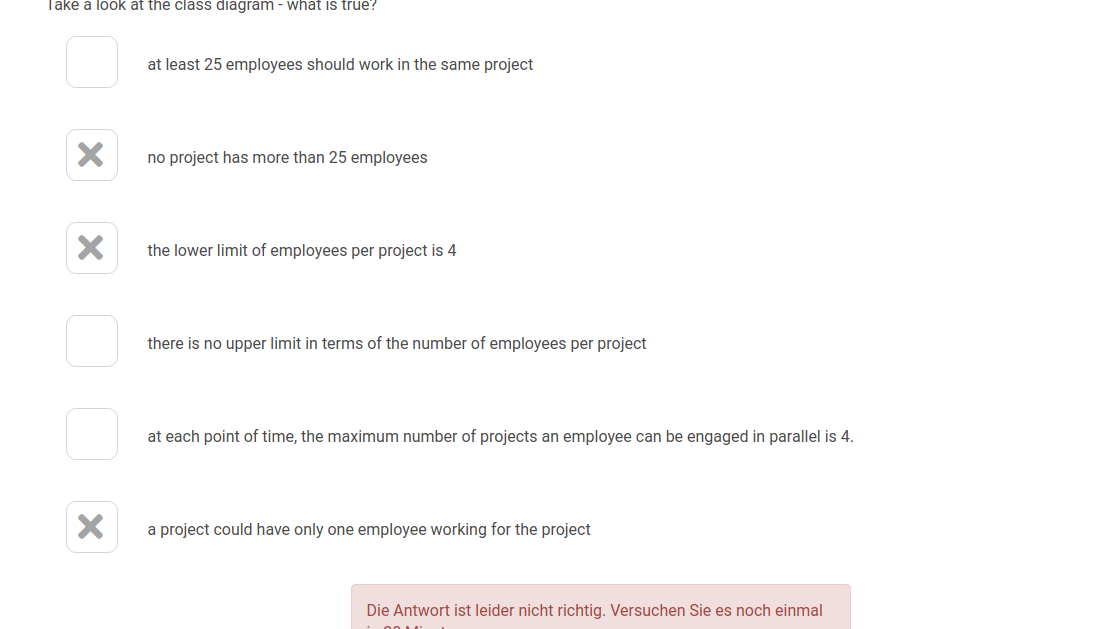 Take a look at the class diagram - what is true?
at least 25 employees should work in the same project
no project has more than 25 employees
the lower limit of employees per project is 4
there is no upper limit in terms of the number of employees per project
at each point of time, the maximum number of projects an employee can be engaged in parallel is 4.
a project could have only one employee working for the project
Die Antwort ist leider nicht richtig. Versuchen Sie es noch einmal